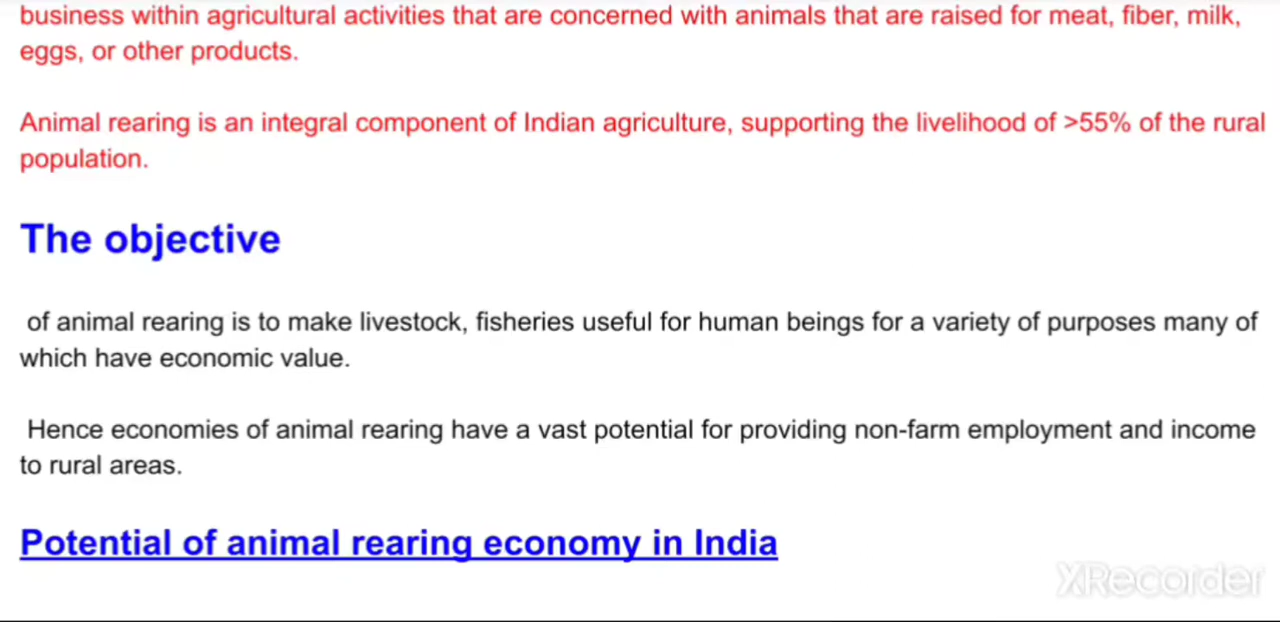 business within agricultural activities that are concerned with animals that are raised for meat, fiber, milk,
eggs, or other products.
Animal rearing is an integral component of Indian agriculture, supporting the livelihood of >55% of the rural
population.
The objective
of animal rearing is to make livestock, fisheries useful for human beings for a variety of purposes many of
which have economic value.
Hence economies of animal rearing have a vast potential for providing non-farm employment and income
to rural areas.
Potential of animal rearing economy in India
XRecorder